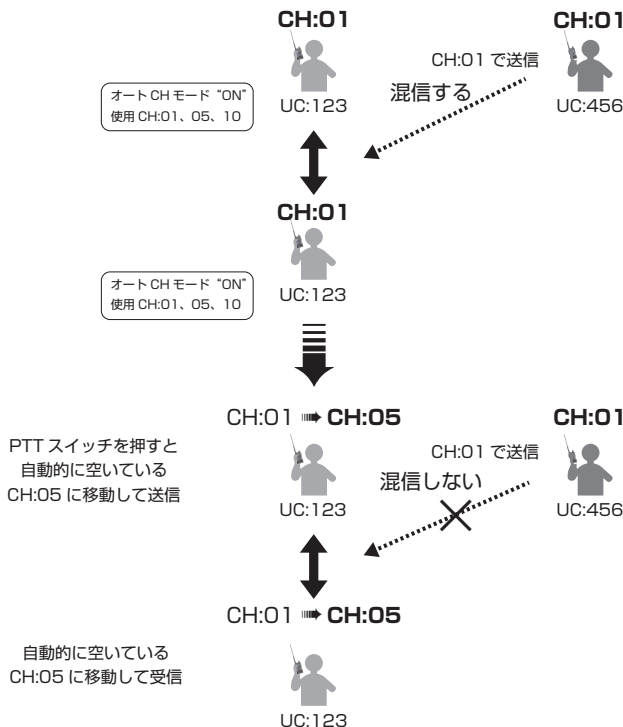 CH:01
CH:01
CH:01 で送信
混信する
オート CH モード “ON”
使用 CH:01、05、10
UC:123
UC:456
CH:01
オート CH モード “ON”
使用 CH:01、05、10
UC:123
CH:01 CH:05
CH:01
PTT スイッチを押すと
自動的に空いている
CH:05 に移動して送信
CH:01 で送信
混信しない
UC:123
UC:456
CH:01 CH:05
自動的に空いている
CH:05 に移動して受信
UC:123